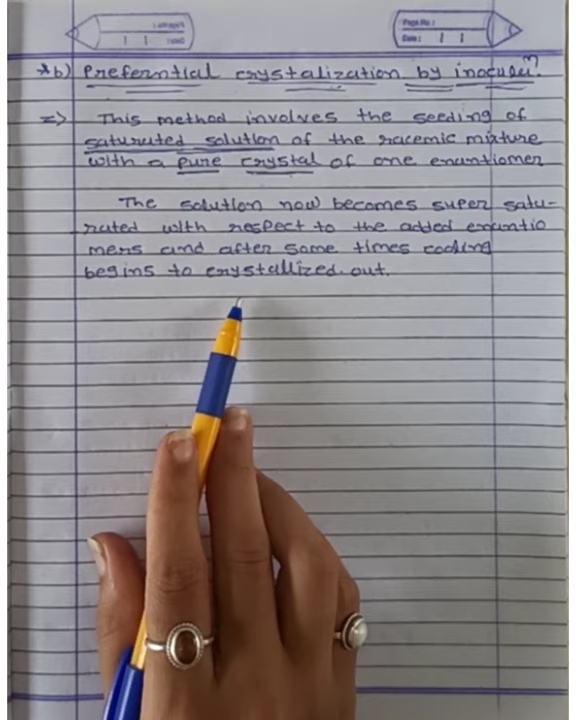 Page No.:
Date: / /
*b) Preferntial crystalization by inoculuⁿ.
=> This method involves the seeding of
saturated solution of the racemic mixture
with a pure crystal of one enantiomer
The solution now becomes super satu-
rated with respect to the added enantio
mers and after some times cooling
begins to crystallized out.